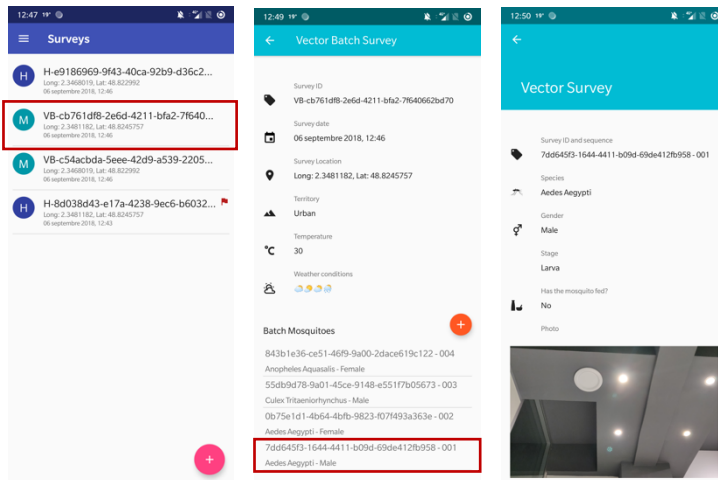 12:47 19°
Surveys
H
H-e9186969-9f43-40ca-92b9-d36c2...
Long: 2.3468019, Lat: 48.822992
06 septembre 2018, 12:46
M
VB-cb761df8-2e6d-4211-bfa2-7f640...
Long: 2.3481182, Lat: 48.8245757
06 septembre 2018, 12:46
M
VB-c54acbda-5eee-42d9-a539-2205...
Long: 2.3468019, Lat: 48.822992
06 septembre 2018, 12:46
H
H-8d038d43-e17a-4238-9ec6-b6032...
Long: 2.3481182, Lat: 48.8245757
06 septembre 2018, 12:43
+
12:49 19°
Vector Batch Survey
Survey ID
VB-cb761df8-2e6d-4211-bfa2-7f640662bd70
Survey date
06 septembre 2018, 12:46
Survey Location
Long: 2.3481182, Lat: 48.8245757
Territory
Urban
Temperature
°C
30
Weather conditions
Batch Mosquitoes
+
843b1e36-ce51-46f9-9a00-2dace619c122 - 004
Anopheles Aquasalis - Female
55db9d78-9a01-45ce-9148-e551f7b05673 - 003
Culex Tritaeniorhynchus - Male
0b75e1d1-4b64-4bfb-9823-f07f493a363e - 002
Aedes Aegypti - Female
7dd645f3-1644-4411-b09d-69de412fb958 - 001
Aedes Aegypti - Male
12:50 19°
Vector Survey
Survey ID and sequence
7dd645f3-1644-4411-b09d-69de412fb958 - 001
Species
Aedes Aegypti
Gender
Male
Stage
Larva
Has the mosquito fed?
No
Photo